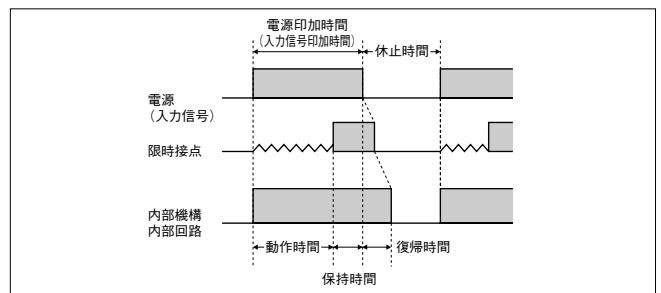 電源印加時間
（入力信号印加時間）
休止時間
電源
（入力信号）
限時接点
内部機構
内部回路
動作時間
復帰時間
保持時間